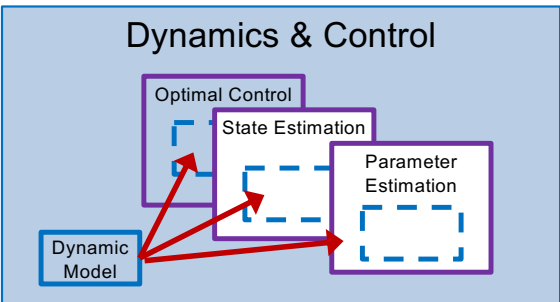 Dynamics & Control
Optimal Control
State Estimation
Parameter
Estimation
Dynamic
Model